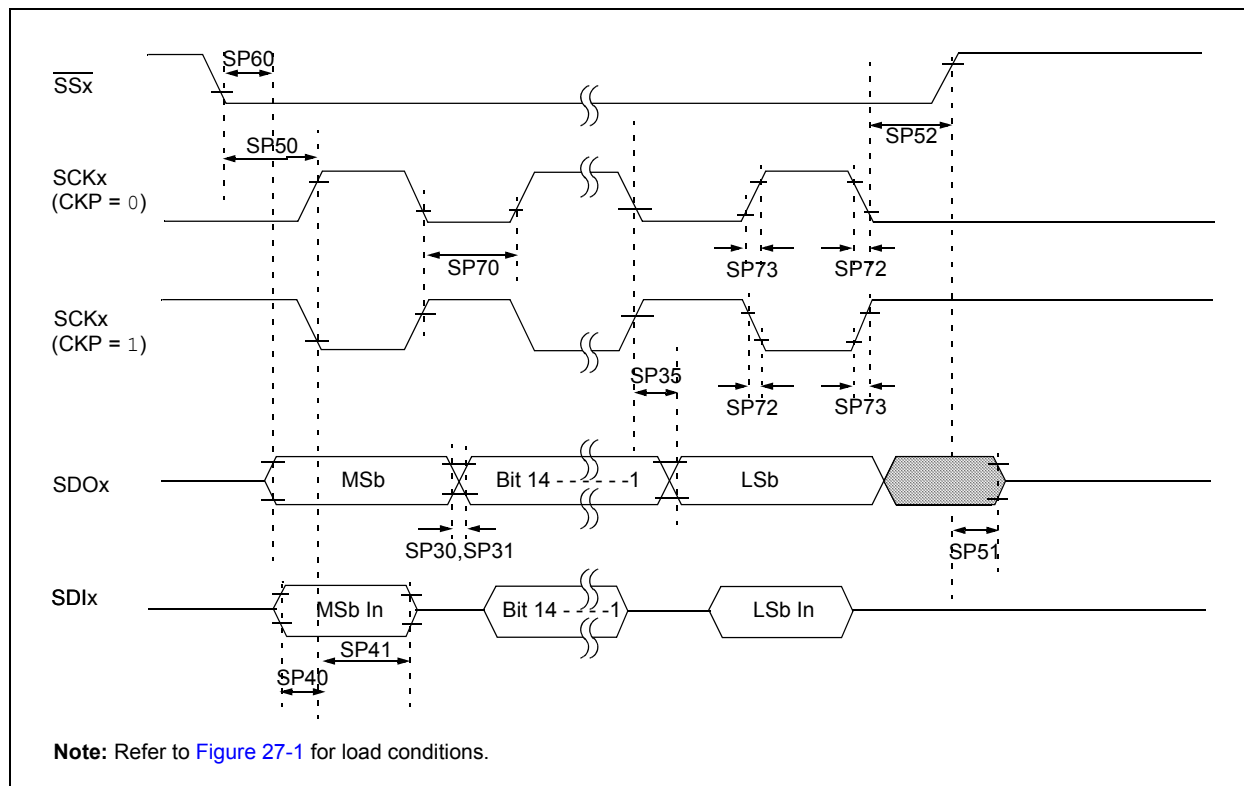 SP60
SSx
SP52
SP50
SCKx
(CKP = 0)
SP70
SP73
SP72
SCKx
(CKP = 1)
SP35
SP72
SP73
SDOx
MSb
Bit 14 - - - - - -1
LSb
SP30,SP31
SP51
SDIx
MSb In
Bit 14 - - - -1
LSb In
SP41
SP40
Note: Refer to Figure 27-1 for load conditions.